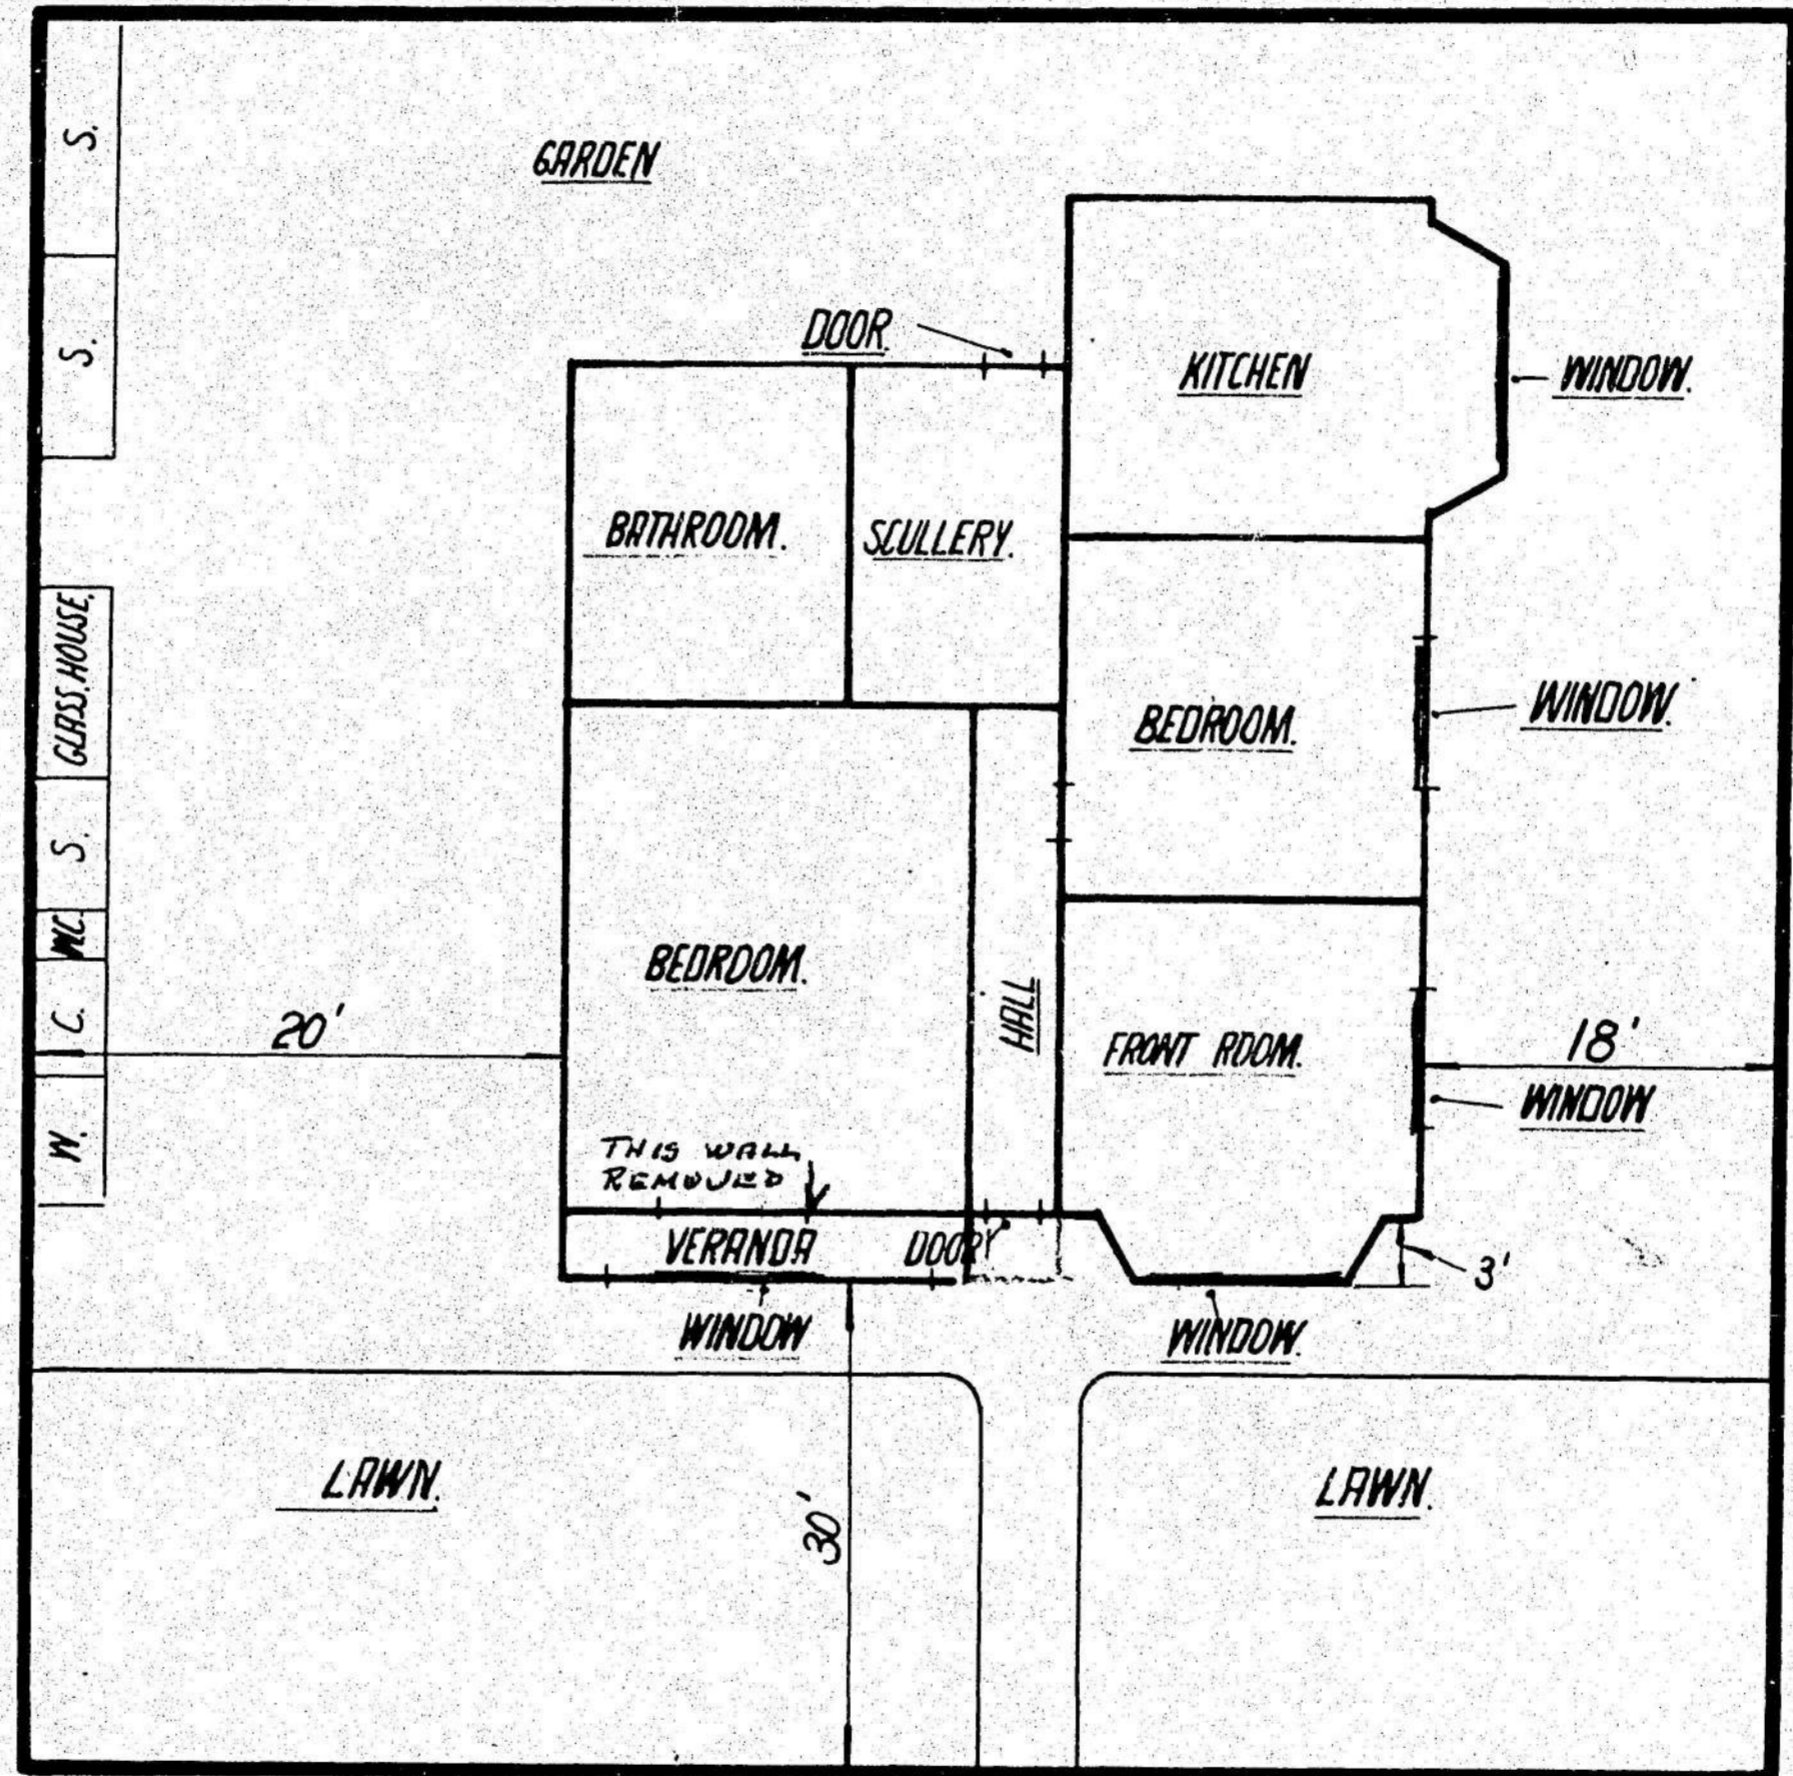 S.
GARDEN
DOOR.
S.
KITCHEN
WINDOW.
BATHROOM.
SCULLERY.
GLASS.HOUSE.
BEDROOM.
WINDOW.
S.
WC.
BEDROOM.
C.
20'
HALL
FRONT ROOM.
18'
WINDOW
W.
THIS WALL
REMOVED
VERANDA
DOOR
3'
WINDOW
WINDOW.
LAWN.
LAWN.
30'